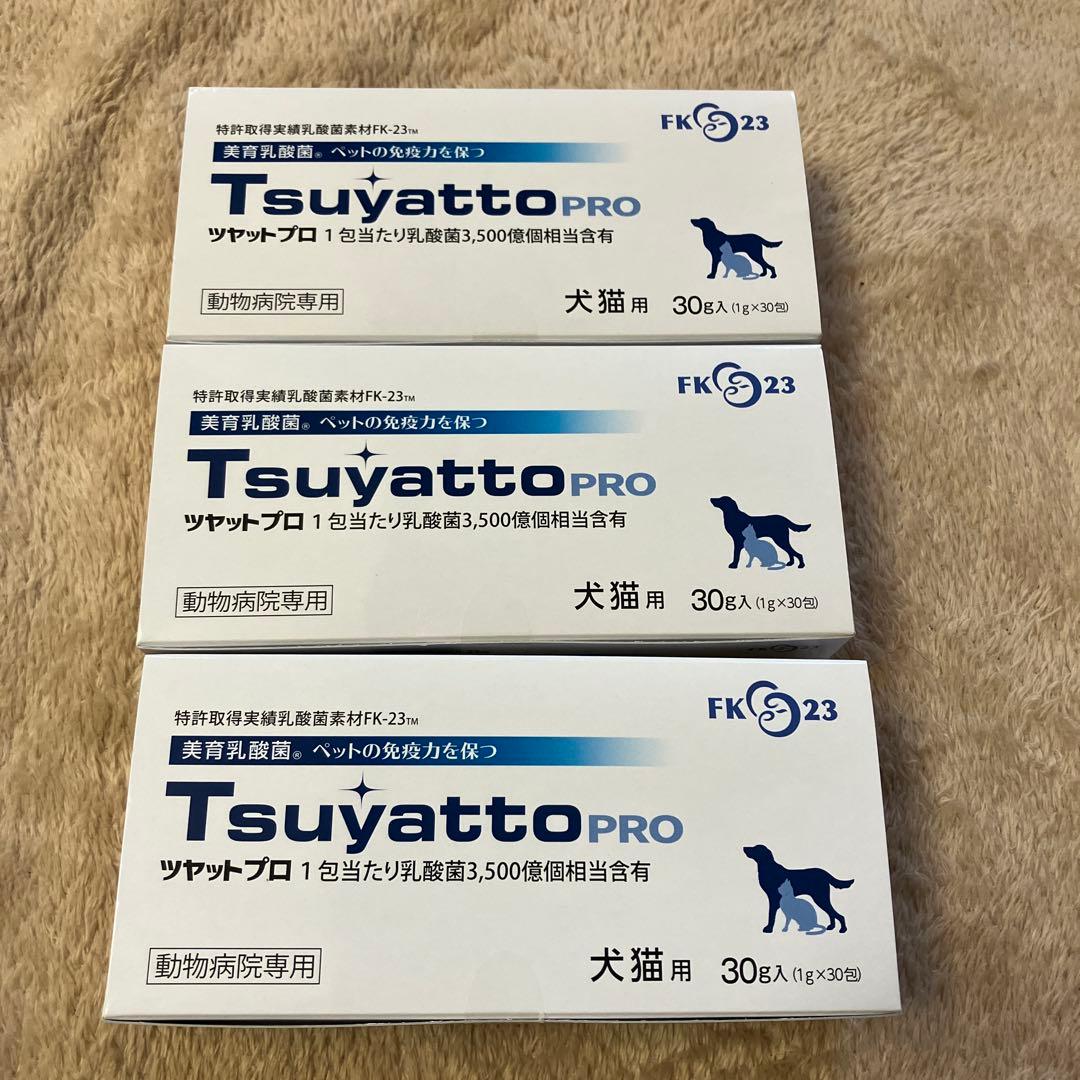 特許取得実績乳酸菌素材FK-23™
FK 23
美育乳酸菌® ペットの免疫力を保つ
Tsuyatto PRO
ツヤットプロ 1包当たり乳酸菌3,500億個相当含有
動物病院専用
犬猫用 30g入(1g×30包)
特許取得実績乳酸菌素材FK-23™
FK 23
美育乳酸菌® ペットの免疫力を保つ
Tsuyatto PRO
ツヤットプロ 1包当たり乳酸菌3,500億個相当含有
動物病院専用
犬猫用 30g入(1g×30包)
特許取得実績乳酸菌素材FK-23™
FK 23
美育乳酸菌® ペットの免疫力を保つ
Tsuyatto PRO
ツヤットプロ 1包当たり乳酸菌3,500億個相当含有
動物病院専用
犬猫用 30g入(1g×30包)